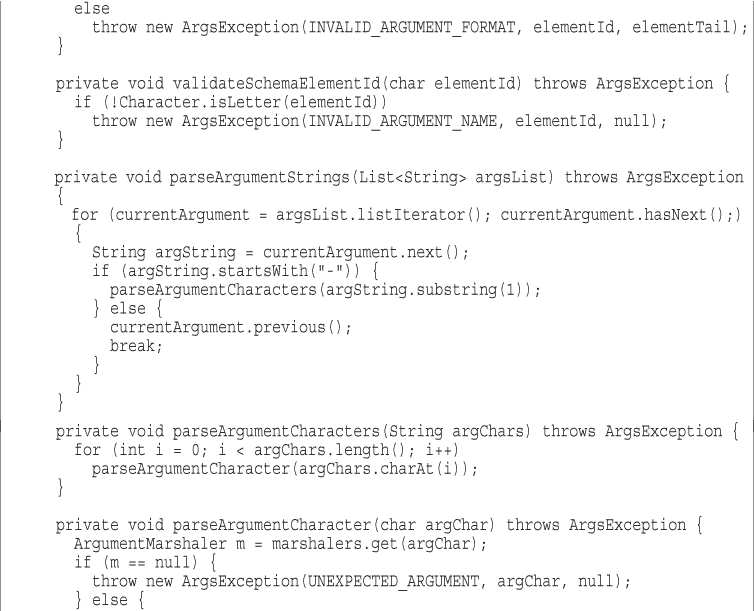 else
throw new ArgsException(INVALID_ARGUMENT_FORMAT, elementId, elementTail);
}
private void validateSchemaElementId(char elementId) throws ArgsException {
if (!Character.isLetter(elementId))
throw new ArgsException(INVALID_ARGUMENT_NAME, elementId, null);
}
private void parseArgumentStrings(List<String> argsList) throws ArgsException
{
for (currentArgument = argsList.listIterator(); currentArgument.hasNext();)
{
String argString = currentArgument.next();
if (argString.startsWith("-")) {
parseArgumentCharacters(argString.substring(1));
} else {
currentArgument.previous();
break;
}
}
}
private void parseArgumentCharacters(String argChars) throws ArgsException {
for (int i = 0; i < argChars.length(); i++)
parseArgumentCharacter(argChars.charAt(i));
}
private void parseArgumentCharacter(char argChar) throws ArgsException {
ArgumentMarshaler m = marshalers.get(argChar);
if (m == null) {
throw new ArgsException(UNEXPECTED_ARGUMENT, argChar, null);
} else {